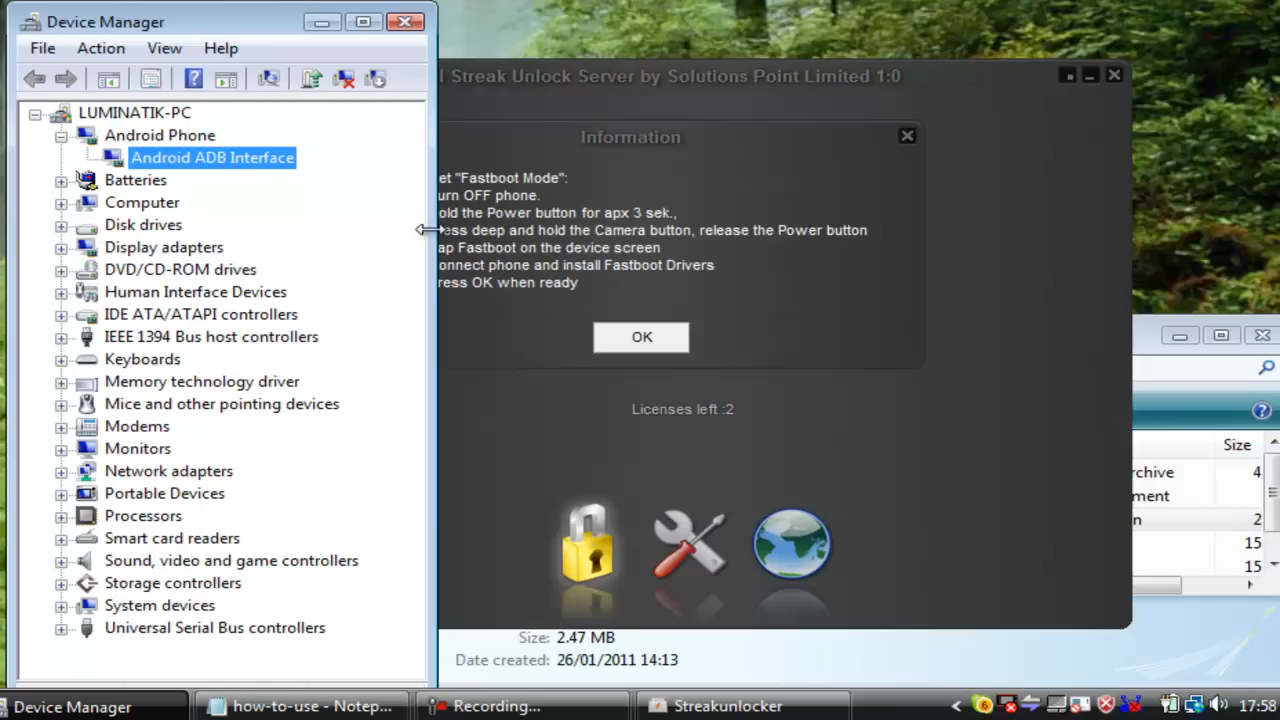 Device Manager
File Action View Help
LUMINATIK-PC
Android Phone
Android ADB Interface
Batteries
Computer
Disk drives
Display adapters
DVD/CD-ROM drives
Human Interface Devices
IDE ATA/ATAPI controllers
IEEE 1394 Bus host controllers
Keyboards
Memory technology driver
Mice and other pointing devices
Modems
Monitors
Network adapters
Portable Devices
Processors
Smart card readers
Sound, video and game controllers
Storage controllers
System devices
Universal Serial Bus controllers
l Streak Unlock Server by Solutions Point Limited 1:0
Information
et "Fastboot Mode":
urn OFF phone.
old the Power button for apx 3 sek.,
ess deep and hold the Camera button, release the Power button
ap Fastboot on the device screen
onnect phone and install Fastboot Drivers
ress OK when ready
OK
Licenses left :2
Size
rchive 4
ment
n 2
15
15
Size: 2.47 MB
Date created: 26/01/2011 14:13
Device Manager
how-to-use - Notep...
Recording...
Streakunlocker
17:58